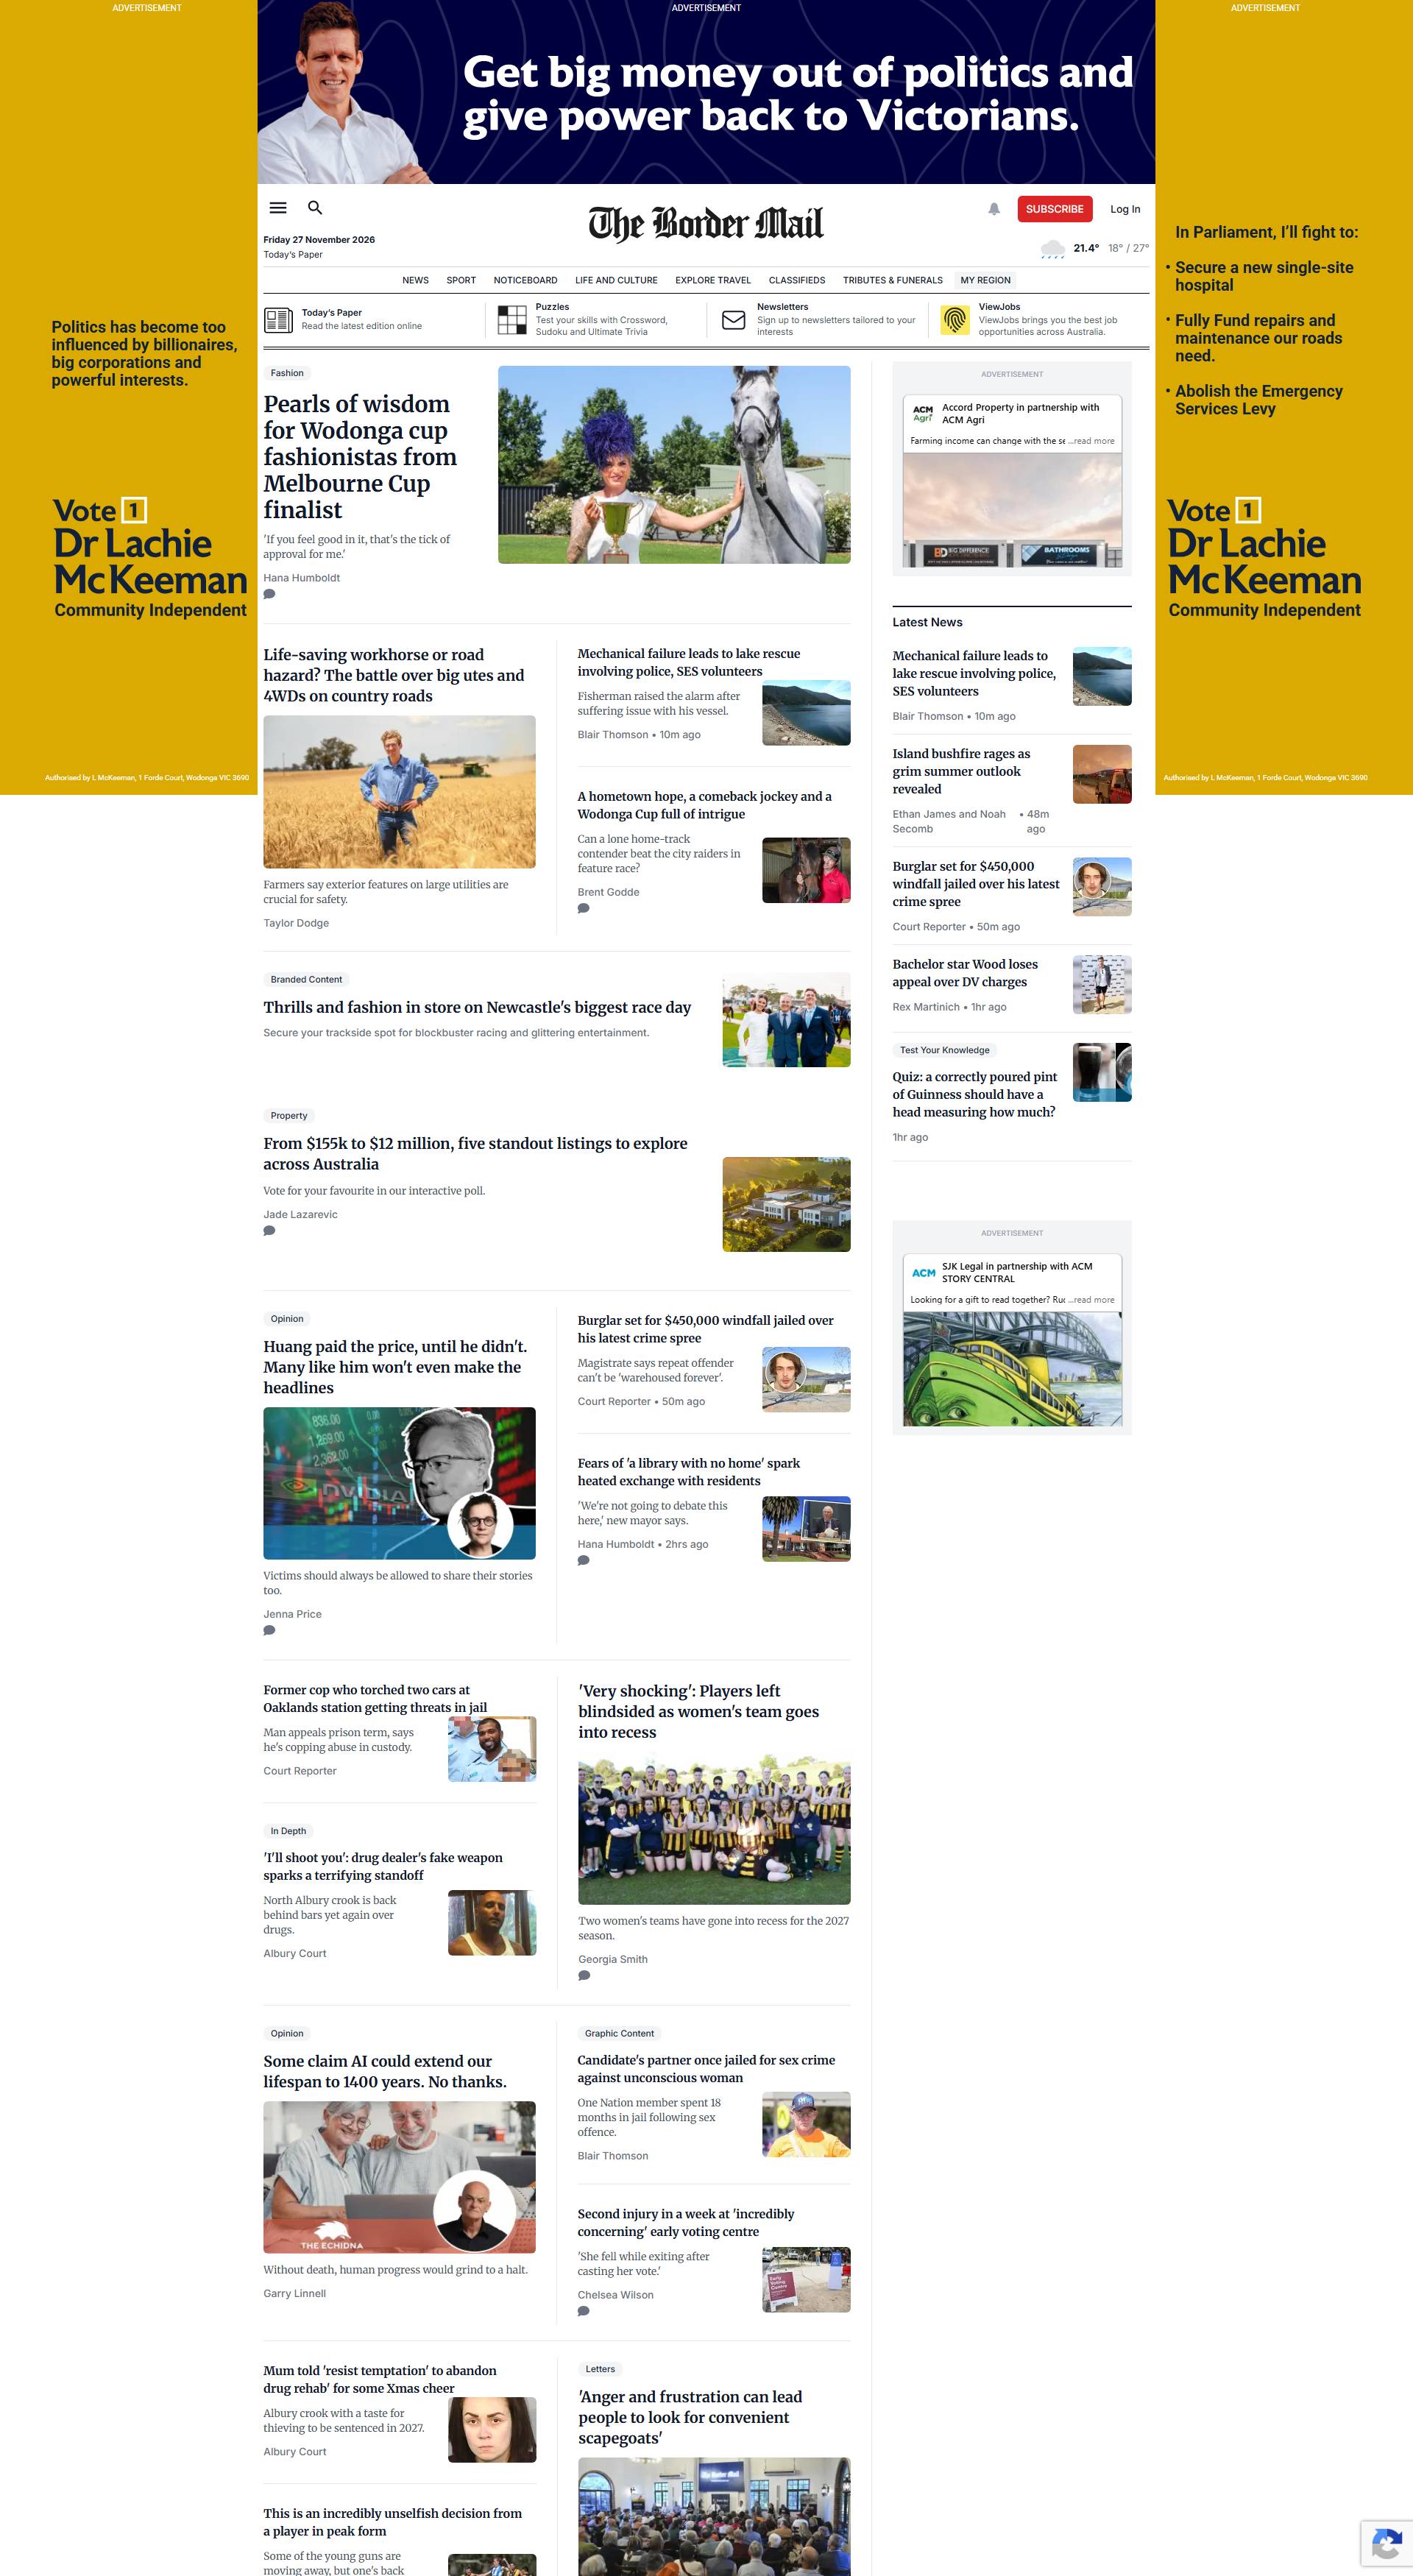 ADVERTISEMENT
ADVERTISEMENT
ADVERTISEMENT
Get big money out of politics and
give power back to Victorians.
Politics has become too
influenced by billionaires,
big corporations and
powerful interests.
Vote 1
Dr Lachie
McKeeman
Community Independent
Authorised by L McKeeman, 1 Forde Court, Wodonga VIC 3690
In Parliament, I'll fight to:
• Secure a new single-site
hospital
• Fully Fund repairs and
maintenance our roads
need.
• Abolish the Emergency
Services Levy
Vote 1
Dr Lachie
McKeeman
Community Independent
Authorised by L McKeeman, 1 Forde Court, Wodonga VIC 3690
The Border Mail
SUBSCRIBE
Log In
Friday 27 November 2026
Today's Paper
21.4° 18° / 27°
NEWS SPORT NOTICEBOARD LIFE AND CULTURE EXPLORE TRAVEL CLASSIFIEDS TRIBUTES & FUNERALS MY REGION
Today's Paper
Read the latest edition online
Puzzles
Test your skills with Crossword,
Sudoku and Ultimate Trivia
Newsletters
Sign up to newsletters tailored to your
interests
ViewJobs
ViewJobs brings you the best job
opportunities across Australia.
Fashion
Pearls of wisdom
for Wodonga cup
fashionistas from
Melbourne Cup
finalist
'If you feel good in it, that's the tick of
approval for me.'
Hana Humboldt
Life-saving workhorse or road
hazard? The battle over big utes and
4WDs on country roads
Farmers say exterior features on large utilities are
crucial for safety.
Taylor Dodge
Mechanical failure leads to lake rescue
involving police, SES volunteers
Fisherman raised the alarm after
suffering issue with his vessel.
Blair Thomson • 10m ago
A hometown hope, a comeback jockey and a
Wodonga Cup full of intrigue
Can a lone home-track
contender beat the city raiders in
feature race?
Brent Godde
Branded Content
Thrills and fashion in store on Newcastle's biggest race day
Secure your trackside spot for blockbuster racing and glittering entertainment.
Property
From $155k to $12 million, five standout listings to explore
across Australia
Vote for your favourite in our interactive poll.
Jade Lazarevic
Opinion
Huang paid the price, until he didn't.
Many like him won't even make the
headlines
836.00
1,269.00
2,362.14
NVIDIA
Victims should always be allowed to share their stories
too.
Jenna Price
Burglar set for $450,000 windfall jailed over
his latest crime spree
Magistrate says repeat offender
can't be 'warehoused forever'.
Court Reporter • 50m ago
Fears of 'a library with no home' spark
heated exchange with residents
'We're not going to debate this
here,' new mayor says.
Hana Humboldt • 2hrs ago
Former cop who torched two cars at
Oaklands station getting threats in jail
Man appeals prison term, says
he's copping abuse in custody.
Court Reporter
In Depth
'I'll shoot you': drug dealer's fake weapon
sparks a terrifying standoff
North Albury crook is back
behind bars yet again over
drugs.
Albury Court
'Very shocking': Players left
blindsided as women's team goes
into recess
Two women's teams have gone into recess for the 2027
season.
Georgia Smith
Opinion
Some claim AI could extend our
lifespan to 1400 years. No thanks.
THE ECHIDNA
Without death, human progress would grind to a halt.
Garry Linnell
Graphic Content
Candidate's partner once jailed for sex crime
against unconscious woman
One Nation member spent 18
months in jail following sex
offence.
Blair Thomson
Second injury in a week at 'incredibly
concerning' early voting centre
'She fell while exiting after
casting her vote.'
Chelsea Wilson
Early
Voting
Centre
Mum told 'resist temptation' to abandon
drug rehab' for some Xmas cheer
Albury crook with a taste for
thieving to be sentenced in 2027.
Albury Court
This is an incredibly unselfish decision from
a player in peak form
Some of the young guns are
moving away, but one's back
Letters
'Anger and frustration can lead
people to look for convenient
scapegoats'
The Border Mail
ADVERTISEMENT
ACM
Agri
Accord Property in partnership with
ACM Agri
Farming income can change with the se ...read more
BD BIG DIFFERENCE
BATHROOMS
Latest News
Mechanical failure leads to
lake rescue involving police,
SES volunteers
Blair Thomson • 10m ago
Island bushfire rages as
grim summer outlook
revealed
Ethan James and Noah
Secomb
• 48m
ago
Burglar set for $450,000
windfall jailed over his latest
crime spree
Court Reporter • 50m ago
Bachelor star Wood loses
appeal over DV charges
Rex Martinich • 1hr ago
Test Your Knowledge
Quiz: a correctly poured pint
of Guinness should have a
head measuring how much?
1hr ago
ADVERTISEMENT
ACM
SJK Legal in partnership with ACM
STORY CENTRAL
Looking for a gift to read together? Ru ...read more